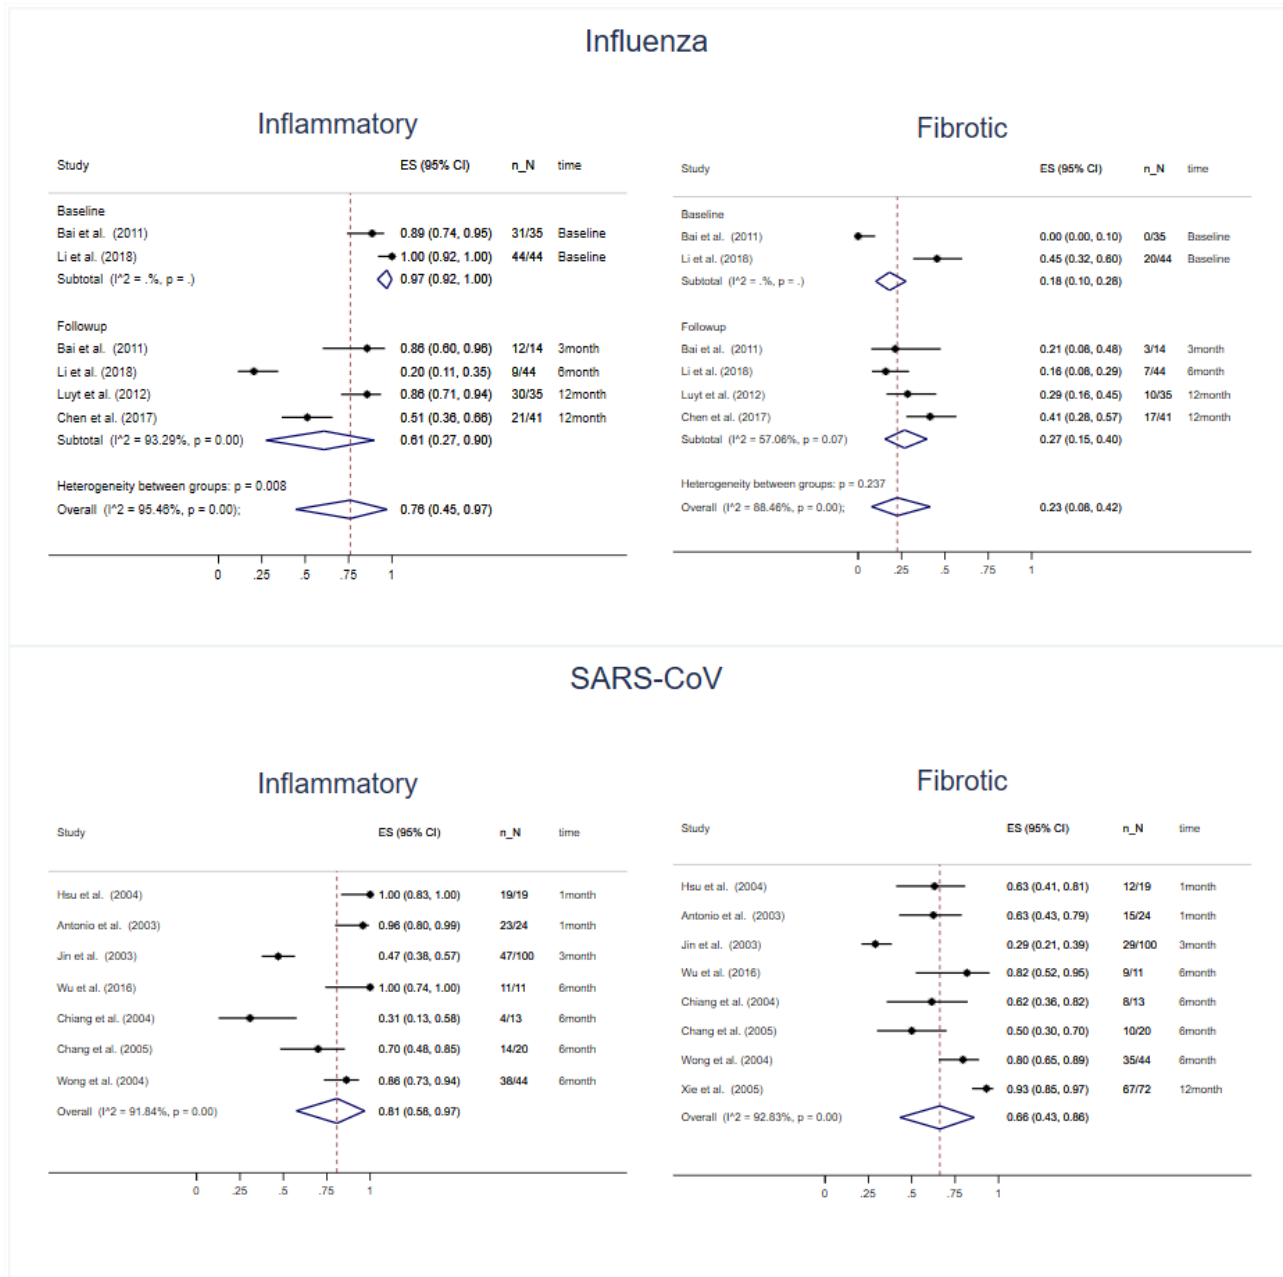 Influenza
Inflammatory
Study ES (95% CI) n_N time
Baseline
Bai et al. (2011) 0.89 (0.74, 0.95) 31/35 Baseline
Li et al. (2018) 1.00 (0.92, 1.00) 44/44 Baseline
Subtotal (I^2 = .%, p = .) 0.97 (0.92, 1.00)
Followup
Bai et al. (2011) 0.86 (0.60, 0.96) 12/14 3month
Li et al. (2018) 0.20 (0.11, 0.35) 9/44 6month
Luyt et al. (2012) 0.86 (0.71, 0.94) 30/35 12month
Chen et al. (2017) 0.51 (0.36, 0.66) 21/41 12month
Subtotal (I^2 = 93.29%, p = 0.00) 0.61 (0.27, 0.90)
Heterogeneity between groups: p = 0.008
Overall (I^2 = 95.46%, p = 0.00); 0.76 (0.45, 0.97)
0 .25 .5 .75 1
Fibrotic
Study ES (95% CI) n_N time
Baseline
Bai et al. (2011) 0.00 (0.00, 0.10) 0/35 Baseline
Li et al. (2018) 0.45 (0.32, 0.60) 20/44 Baseline
Subtotal (I^2 = .%, p = .) 0.18 (0.10, 0.28)
Followup
Bai et al. (2011) 0.21 (0.08, 0.48) 3/14 3month
Li et al. (2018) 0.16 (0.08, 0.29) 7/44 6month
Luyt et al. (2012) 0.29 (0.16, 0.45) 10/35 12month
Chen et al. (2017) 0.41 (0.28, 0.57) 17/41 12month
Subtotal (I^2 = 57.06%, p = 0.07) 0.27 (0.15, 0.40)
Heterogeneity between groups: p = 0.237
Overall (I^2 = 88.46%, p = 0.00); 0.23 (0.08, 0.42)
0 .25 .5 .75 1
SARS-CoV
Inflammatory
Study ES (95% CI) n_N time
Hsu et al. (2004) 1.00 (0.83, 1.00) 19/19 1month
Antonio et al. (2003) 0.96 (0.80, 0.99) 23/24 1month
Jin et al. (2003) 0.47 (0.38, 0.57) 47/100 3month
Wu et al. (2016) 1.00 (0.74, 1.00) 11/11 6month
Chiang et al. (2004) 0.31 (0.13, 0.58) 4/13 6month
Chang et al. (2005) 0.70 (0.48, 0.85) 14/20 6month
Wong et al. (2004) 0.86 (0.73, 0.94) 38/44 6month
Overall (I^2 = 91.84%, p = 0.00) 0.81 (0.58, 0.97)
0 .25 .5 .75 1
Fibrotic
Study ES (95% CI) n_N time
Hsu et al. (2004) 0.63 (0.41, 0.81) 12/19 1month
Antonio et al. (2003) 0.63 (0.43, 0.79) 15/24 1month
Jin et al. (2003) 0.29 (0.21, 0.39) 29/100 3month
Wu et al. (2016) 0.82 (0.52, 0.95) 9/11 6month
Chiang et al. (2004) 0.62 (0.36, 0.82) 8/13 6month
Chang et al. (2005) 0.50 (0.30, 0.70) 10/20 6month
Wong et al. (2004) 0.80 (0.65, 0.89) 35/44 6month
Xie et al. (2005) 0.93 (0.85, 0.97) 67/72 12month
Overall (I^2 = 92.83%, p = 0.00) 0.66 (0.43, 0.86)
0 .25 .5 .75 1